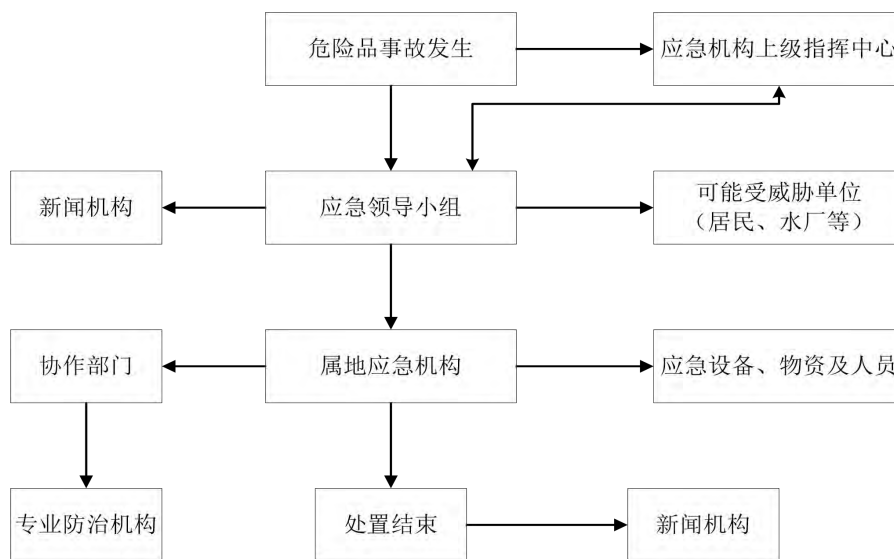 危险品事故发生
应急机构上级指挥中心
新闻机构
应急领导小组
可能受威胁单位
（居民、水厂等）
协作部门
属地应急机构
应急设备、物资及人员
专业防治机构
处置结束
新闻机构